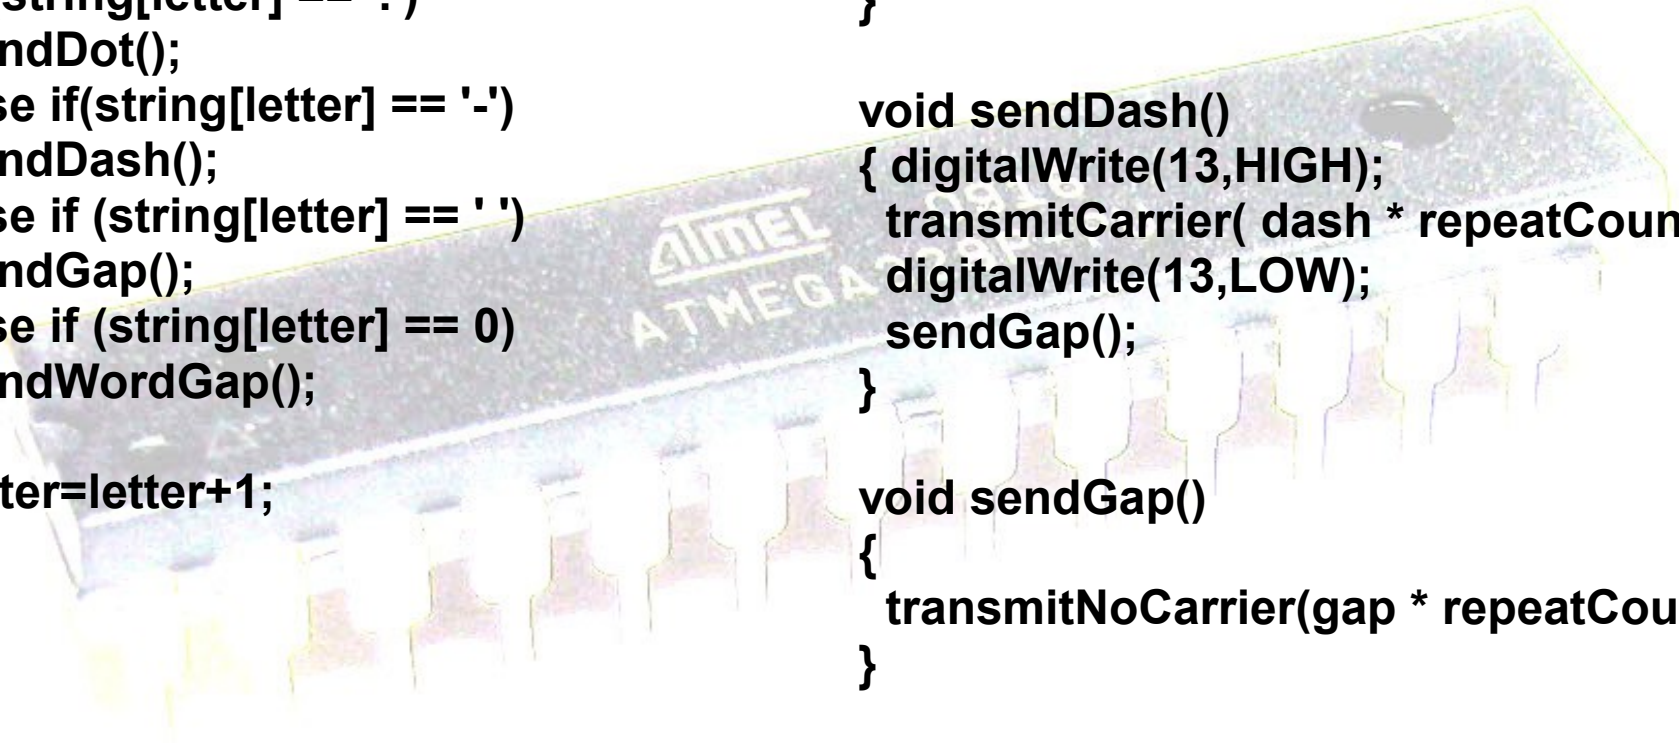 string[letter] == '.')
ndDot();
se if(string[letter] == '-')
ndDash();
se if (string[letter] == ' ')
ndGap();
se if (string[letter] == 0)
ndWordGap();
ter=letter+1;
}
void sendDash()
{ digitalWrite(13,HIGH);
transmitCarrier( dash * repeatCoun
digitalWrite(13,LOW);
sendGap();
}
void sendGap()
{
transmitNoCarrier(gap * repeatCou
}
ATMEL